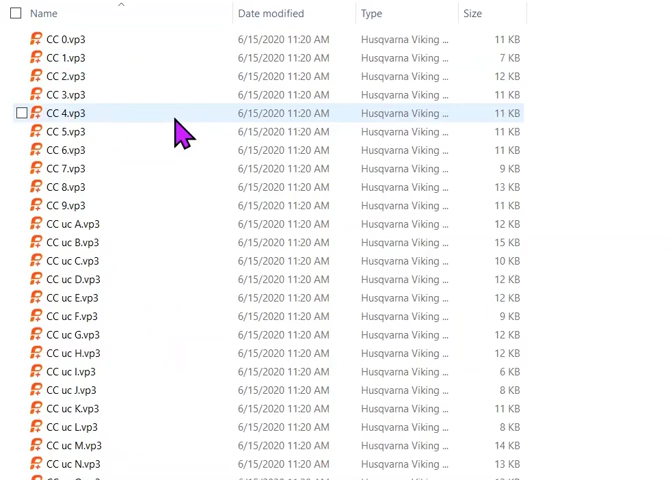 Name Date modified Type Size
CC 0.vp3 6/15/2020 11:20 AM Husqvarna Viking ... 11 KB
CC 1.vp3 6/15/2020 11:20 AM Husqvarna Viking ... 7 KB
CC 2.vp3 6/15/2020 11:20 AM Husqvarna Viking ... 12 KB
CC 3.vp3 6/15/2020 11:20 AM Husqvarna Viking ... 11 KB
CC 4.vp3 6/15/2020 11:20 AM Husqvarna Viking ... 11 KB
CC 5.vp3 6/15/2020 11:20 AM Husqvarna Viking ... 11 KB
CC 6.vp3 6/15/2020 11:20 AM Husqvarna Viking ... 11 KB
CC 7.vp3 6/15/2020 11:20 AM Husqvarna Viking ... 9 KB
CC 8.vp3 6/15/2020 11:20 AM Husqvarna Viking ... 13 KB
CC 9.vp3 6/15/2020 11:20 AM Husqvarna Viking ... 11 KB
CC uc A.vp3 6/15/2020 11:20 AM Husqvarna Viking ... 12 KB
CC uc B.vp3 6/15/2020 11:20 AM Husqvarna Viking ... 15 KB
CC uc C.vp3 6/15/2020 11:20 AM Husqvarna Viking ... 10 KB
CC uc D.vp3 6/15/2020 11:20 AM Husqvarna Viking ... 12 KB
CC uc E.vp3 6/15/2020 11:20 AM Husqvarna Viking ... 12 KB
CC uc F.vp3 6/15/2020 11:20 AM Husqvarna Viking ... 9 KB
CC uc G.vp3 6/15/2020 11:20 AM Husqvarna Viking ... 12 KB
CC uc H.vp3 6/15/2020 11:20 AM Husqvarna Viking ... 12 KB
CC uc I.vp3 6/15/2020 11:20 AM Husqvarna Viking ... 6 KB
CC uc J.vp3 6/15/2020 11:20 AM Husqvarna Viking ... 8 KB
CC uc K.vp3 6/15/2020 11:20 AM Husqvarna Viking ... 11 KB
CC uc L.vp3 6/15/2020 11:20 AM Husqvarna Viking ... 8 KB
CC uc M.vp3 6/15/2020 11:20 AM Husqvarna Viking ... 14 KB
CC uc N.vp3 6/15/2020 11:20 AM Husqvarna Viking ... 13 KB